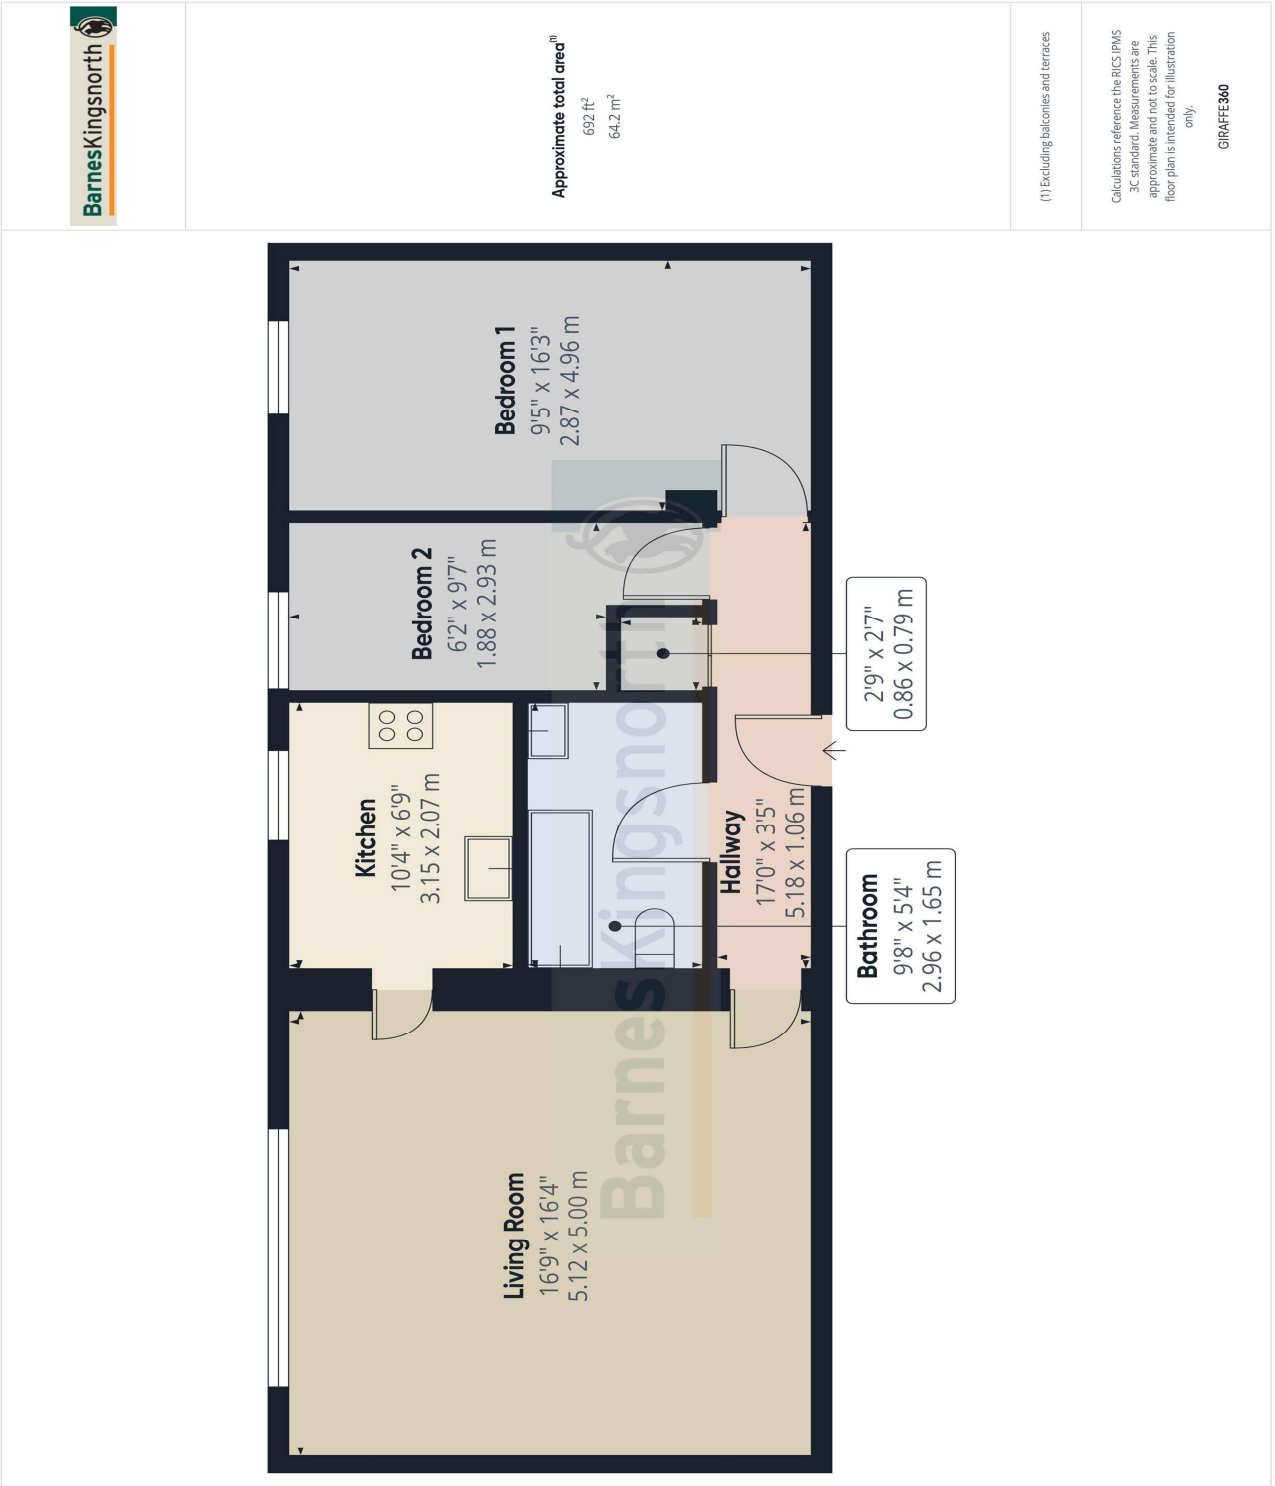 Living Room
16'9" x 16'4"
5.12 x 5.00 m
Kitchen
10'4" x 6'9"
3.15 x 2.07 m
Bedroom 2
6'2" x 9'7"
1.88 x 2.93 m
Bedroom 1
9'5" x 16'3"
2.87 x 4.96 m
Hallway
17'0" x 3'5"
5.18 x 1.06 m
Bathroom
9'8" x 5'4"
2.96 x 1.65 m
2'9" x 2'7"
0.86 x 0.79 m
BarnesKingsnorth
BarnesKingsnorth
Approximate total area(1)
692 ft²
64.2 m²
(1) Excluding balconies and terraces
Calculations reference the RICS IPMS
3C standard. Measurements are
approximate and not to scale. This
floor plan is intended for illustration
only.
GIRAFFE360